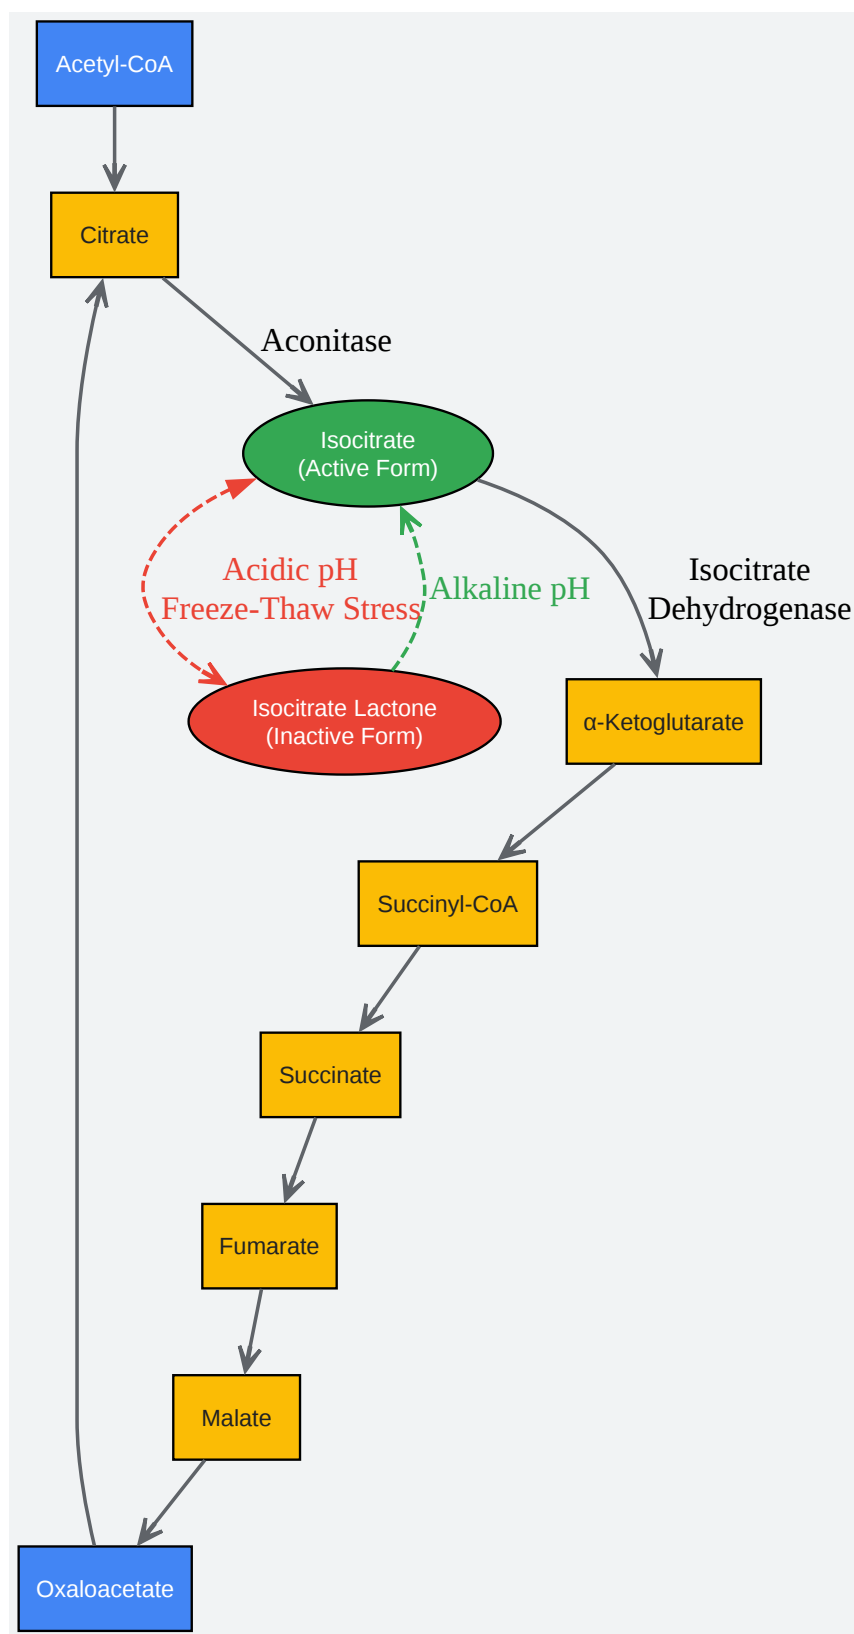 Acetyl-CoA
Citrate
Aconitase
Isocitrate
(Active Form)
Acidic pH
Freeze-Thaw Stress
Alkaline pH
Isocitrate
Dehydrogenase
Isocitrate Lactone
(Inactive Form)
α-Ketoglutarate
Succinyl-CoA
Succinate
Fumarate
Malate
Oxaloacetate